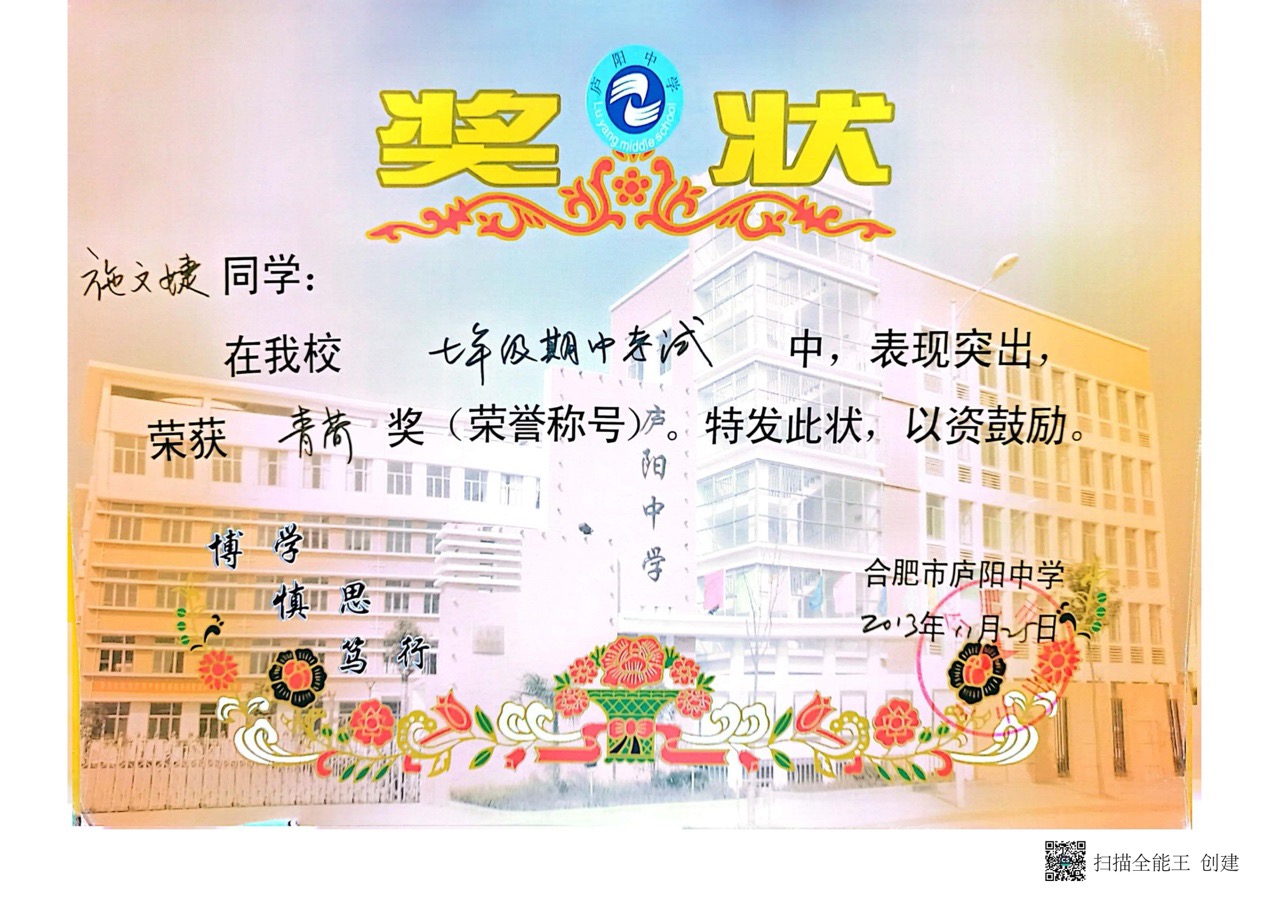 奖 状
庐阳中学
Lu yang middle school
施文婕同学：
在我校 七年级期中考试 中，表现突出，
荣获 青荷 奖（荣誉称号）。特发此状，以资鼓励。
庐阳中学
博学
慎思
笃行
合肥市庐阳中学
2013年11月25日
扫描全能王 创建